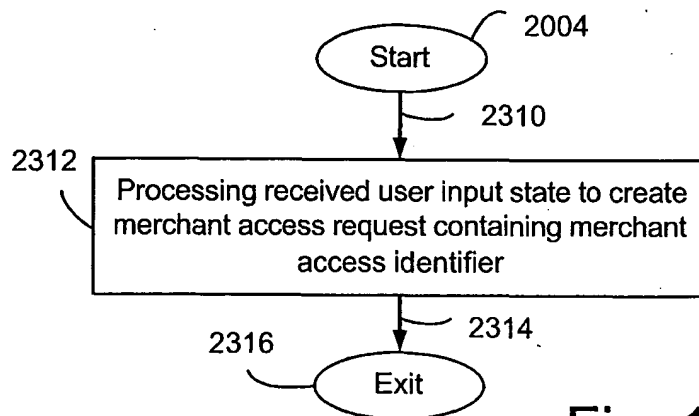 2004
Start
2310
2312
Processing received user input state to create
merchant access request containing merchant
access identifier
2314
2316
Exit